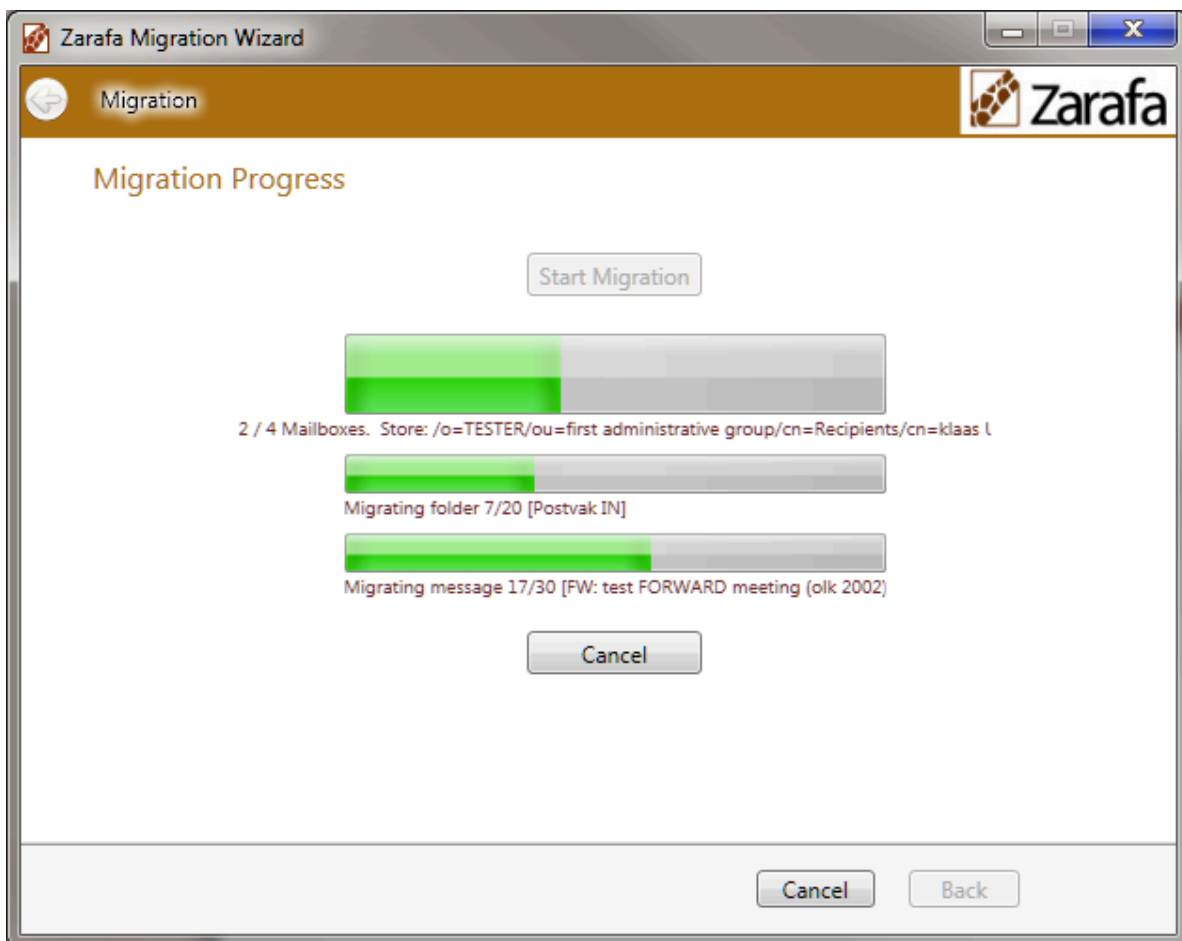 Zarafa Migration Wizard
Migration
Zarafa
Migration Progress
Start Migration
2 / 4 Mailboxes.  Store: /o=TESTER/ou=first administrative group/cn=Recipients/cn=klaas
Migrating folder 7/20 [Postvak IN]
Migrating message 17/30 [FW: test FORWARD meeting (olk 2002)
Cancel
Cancel
Back